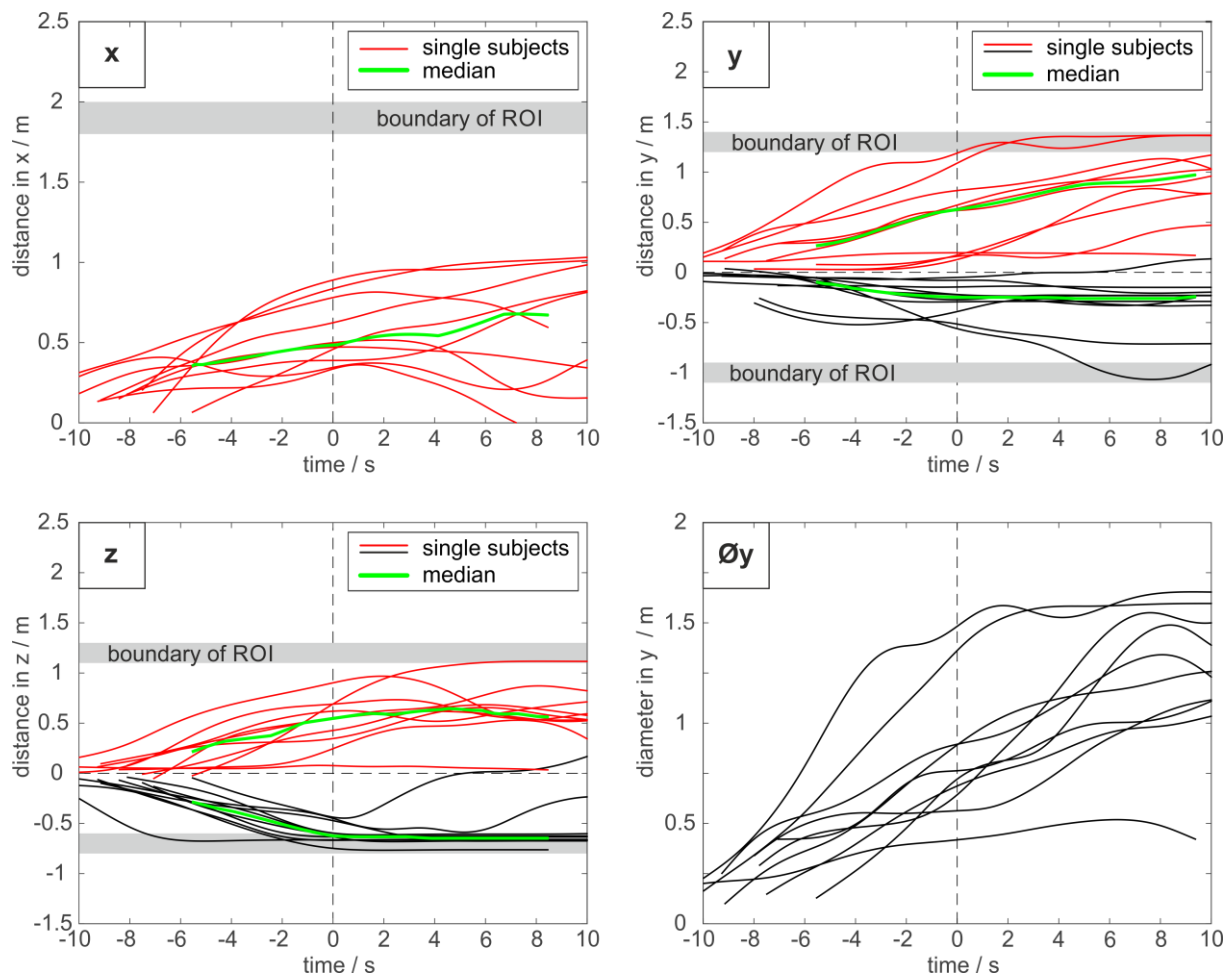 x
single subjects
median
boundary of ROI
distance in x / m
2.5
2
1.5
1
0.5
0
-10 -8 -6 -4 -2 0 2 4 6 8 10
time / s
y
single subjects
median
boundary of ROI
boundary of ROI
distance in y / m
2.5
2
1.5
1
0.5
0
-0.5
-1
-1.5
-10 -8 -6 -4 -2 0 2 4 6 8 10
time / s
z
single subjects
median
boundary of ROI
distance in z / m
2.5
2
1.5
1
0.5
0
-0.5
-1
-1.5
-10 -8 -6 -4 -2 0 2 4 6 8 10
time / s
Øy
diameter in y / m
2
1.5
1
0.5
0
-10 -8 -6 -4 -2 0 2 4 6 8 10
time / s